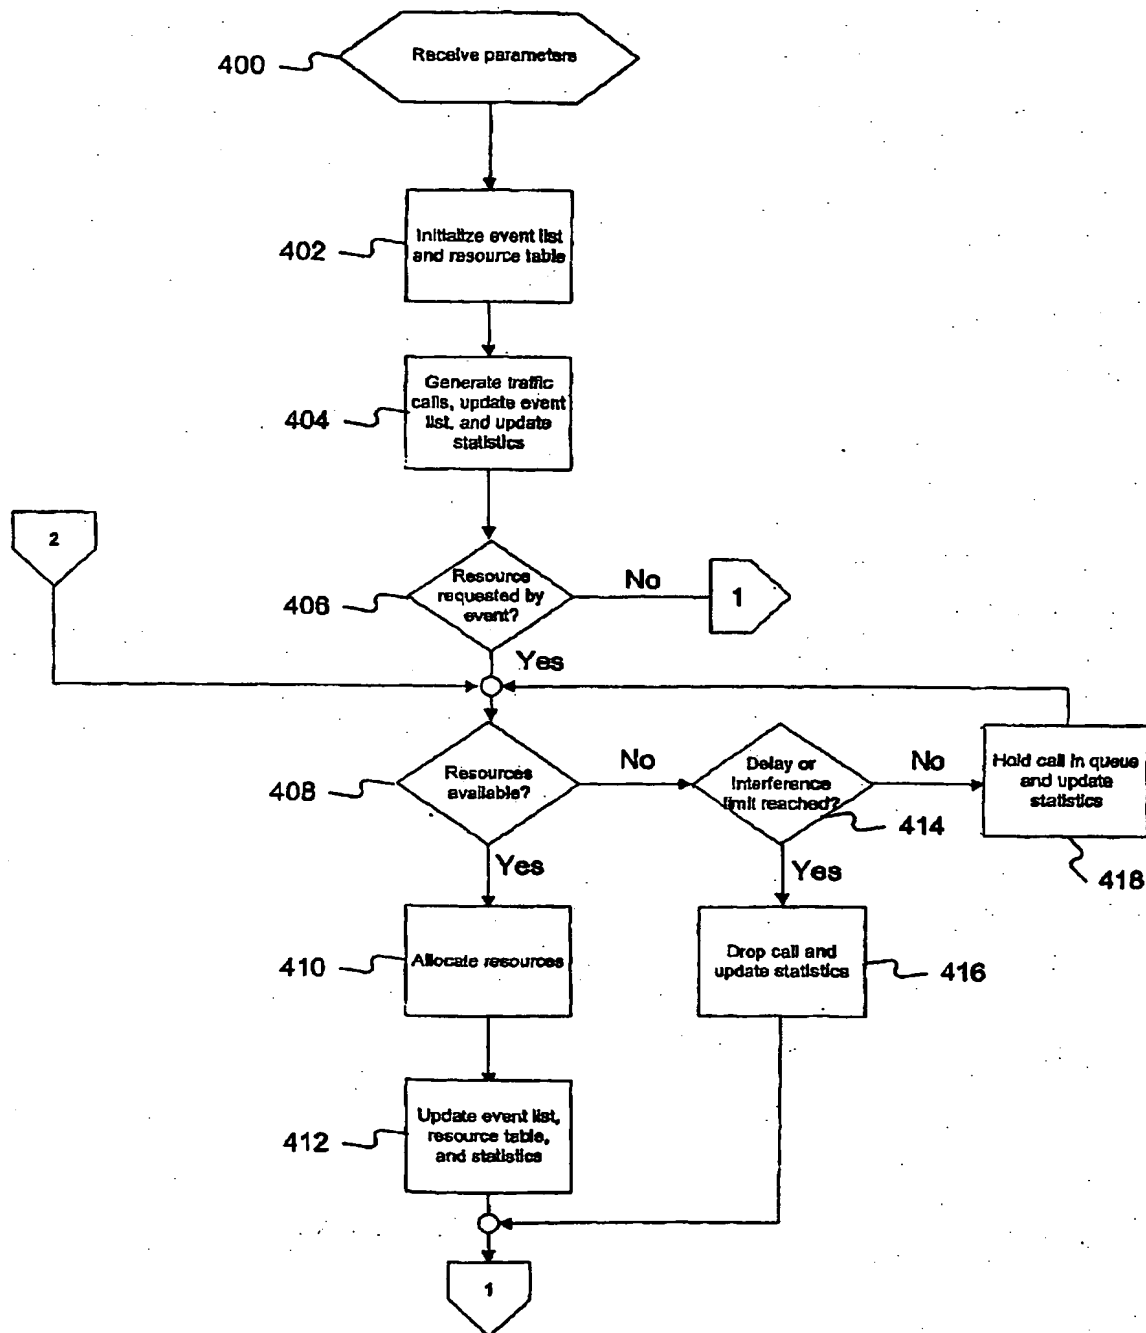 Receive parameters
400
Initialize event list
and resource table
402
Generate traffic
calls, update event
list, and update
statistics
404
2
Resource
requested by
event?
406
No
1
Yes
Resources
available?
408
No
Delay or
Interference
limit reached?
414
No
Hold call in queue
and update
statistics
418
Yes
Yes
Allocate resources
410
Drop call and
update statistics
416
Update event list,
resource table,
and statistics
412
1